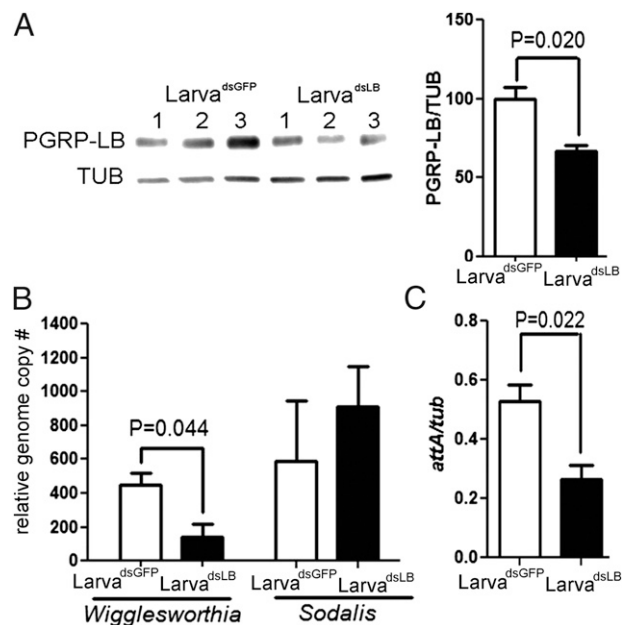 A
Larva^dsGFP Larva^dsLB
1 2 3 1 2 3
PGRP-LB
TUB
PGRP-LB/TUB
150
100
50
0
P=0.020
Larva^dsGFP Larva^dsLB
B
relative genome copy #
1400
1200
1000
800
600
400
200
0
P=0.044
Larva^dsGFP Larva^dsLB Larva^dsGFP Larva^dsLB
Wigglesworthia Sodalis
C
attA/tub
0.8
0.6
0.4
0.2
0.0
P=0.022
Larva^dsGFP Larva^dsLB